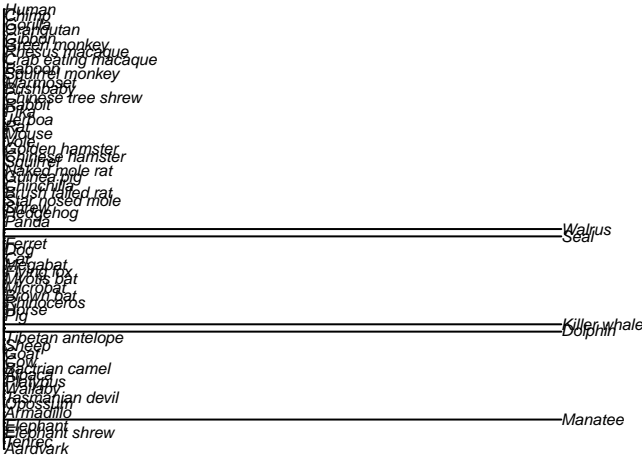 Human
Chimp
Gorilla
Orangutan
Gibbon
Green monkey
Rhesus macaque
Crab eating macaque
Baboon
Squirrel monkey
Marmoset
Bushbaby
Chinese tree shrew
Rabbit
Pika
Jerboa
Rat
Mouse
Vole
Golden hamster
Chinese hamster
Squirrel
Naked mole rat
Guinea pig
Chinchilla
Brush tailed rat
Star nosed mole
Shrew
Hedgehog
Panda
Walrus
Seal
Ferret
Dog
Cat
Megabat
Flying fox
Myotis bat
Microbat
Brown bat
Rhinoceros
Horse
Pig
Killer whale
Dolphin
Tibetan antelope
Sheep
Goat
Cow
Bactrian camel
Alpaca
Platypus
Wallaby
Tasmanian devil
Opossum
Armadillo
Manatee
Elephant
Elephant shrew
Tenrec
Aardvark